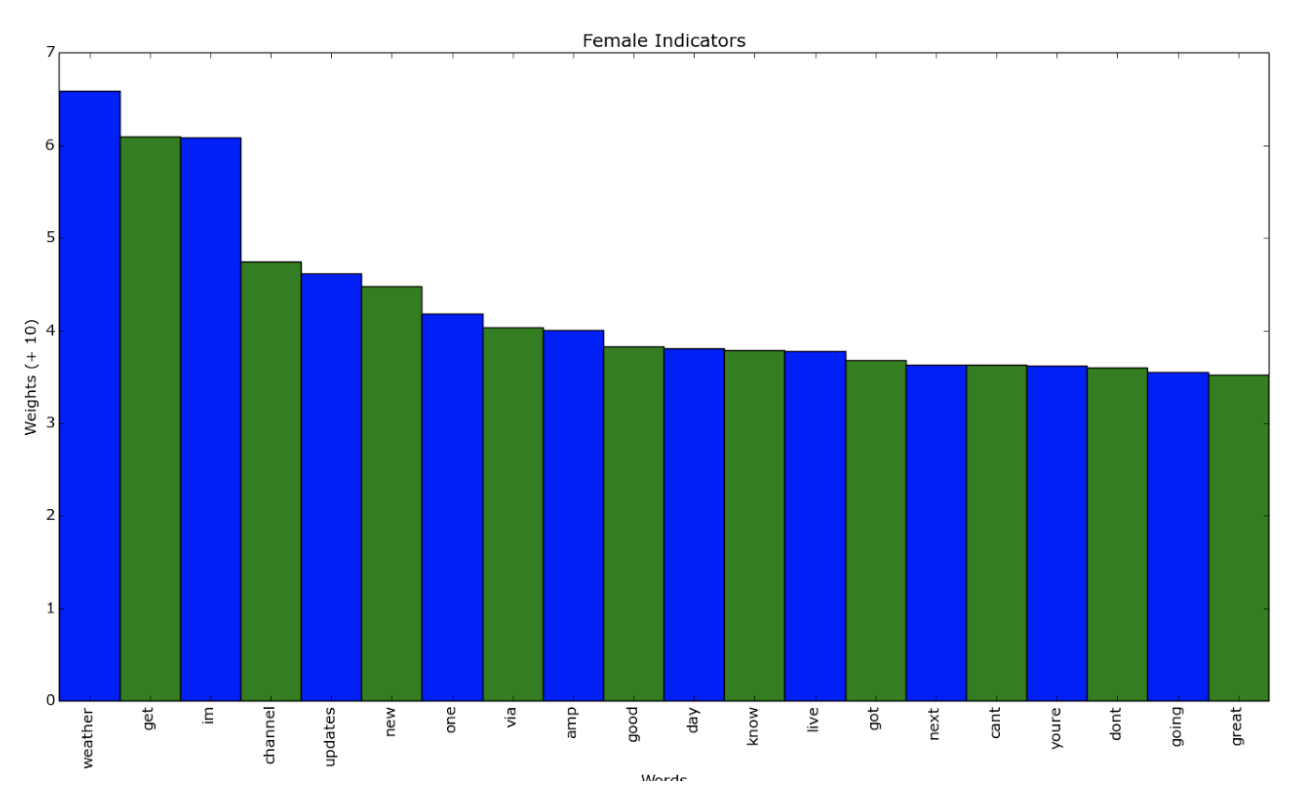 Female Indicators
7
6
5
4
3
2
1
0
Weights (+ 10)
weather
get
im
channel
updates
new
one
via
amp
good
day
know
live
got
next
cant
youre
dont
going
great
Words